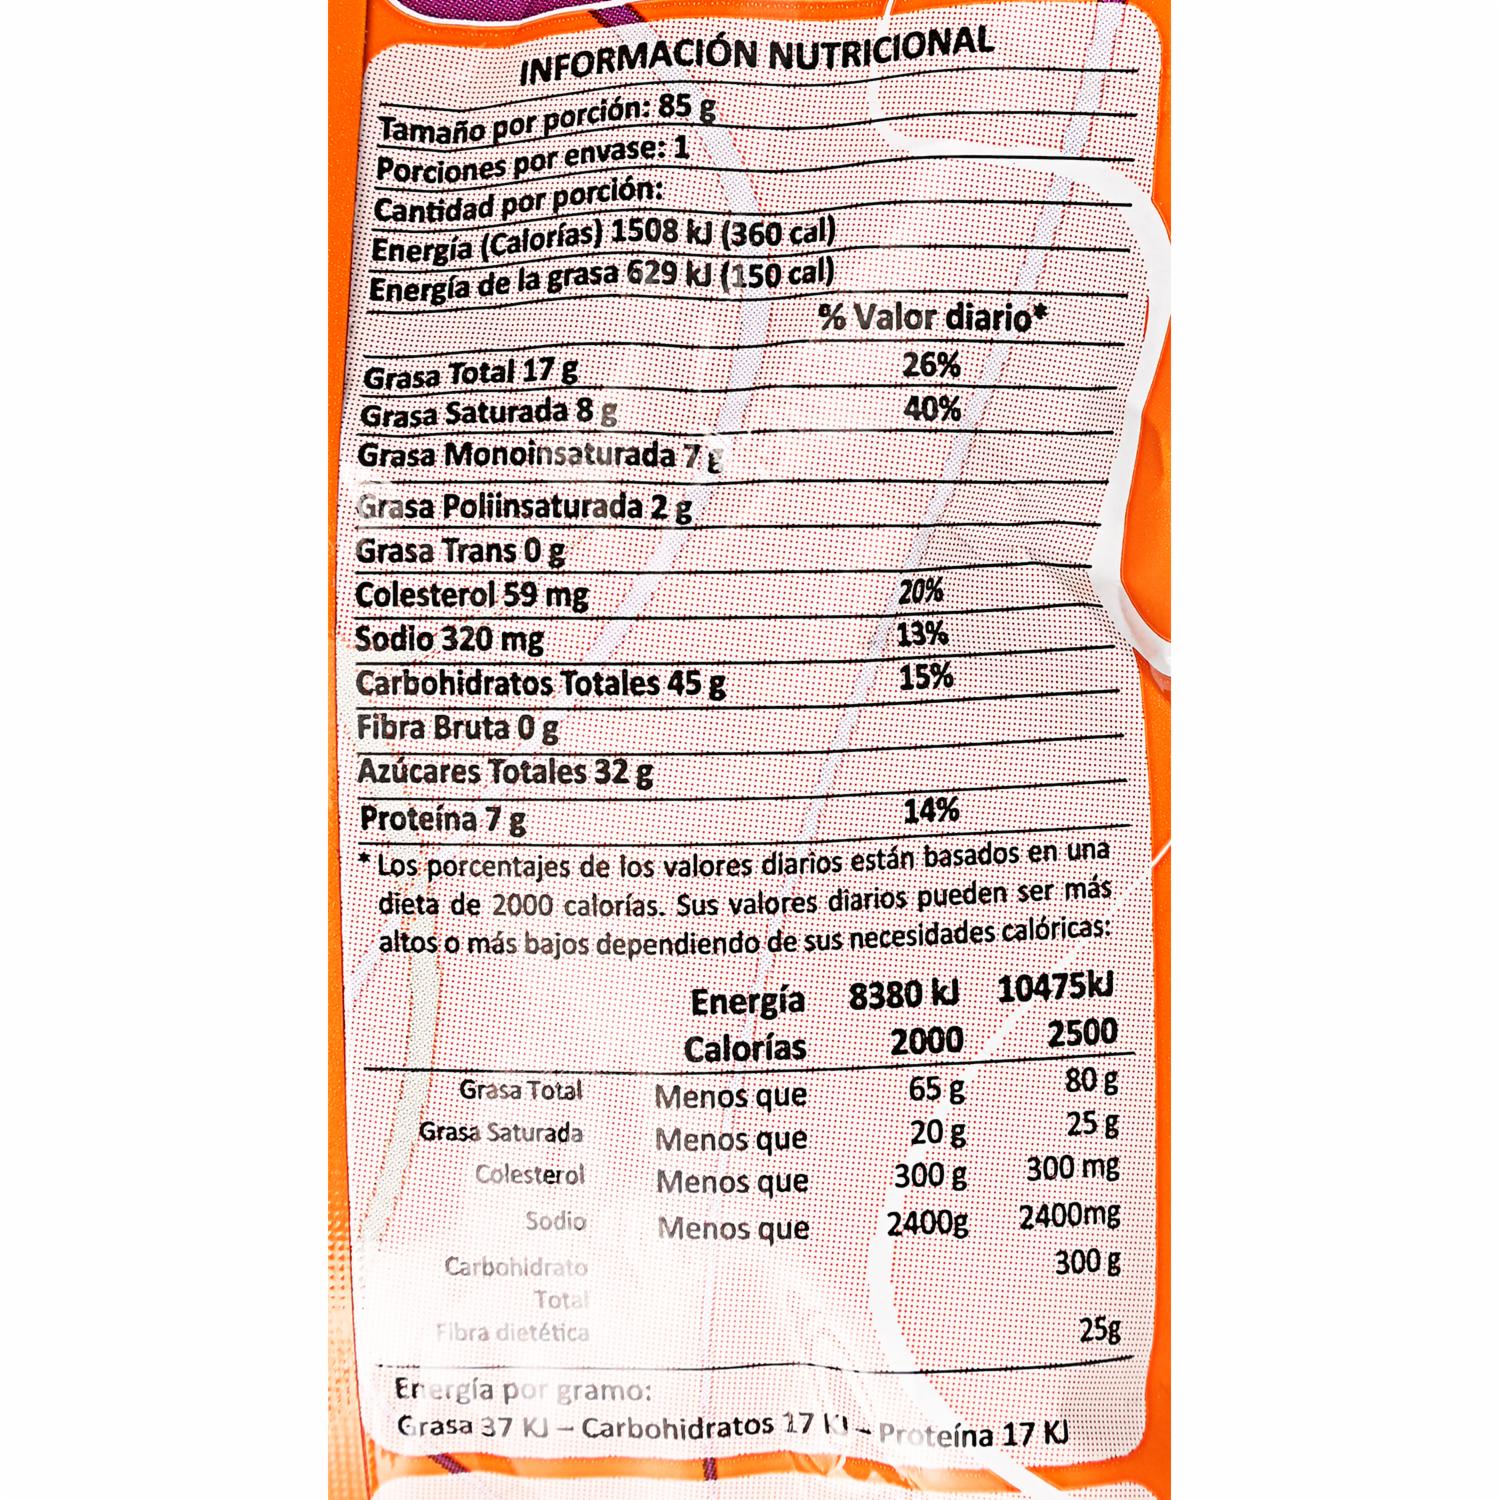 INFORMACIÓN NUTRICIONAL
Tamaño por porción: 85 g
Porciones por envase: 1
Cantidad por porción:
Energía (Calorías) 1508 kJ (360 cal)
Energía de la grasa 629 kJ (150 cal)
% Valor diario*
Grasa Total 17 g 26%
Grasa Saturada 8 g 40%
Grasa Monoinsaturada 7 g
Grasa Poliinsaturada 2 g
Grasa Trans 0 g
Colesterol 59 mg 20%
Sodio 320 mg 13%
Carbohidratos Totales 45 g 15%
Fibra Bruta 0 g
Azúcares Totales 32 g
Proteína 7 g 14%
* Los porcentajes de los valores diarios están basados en una
dieta de 2000 calorías. Sus valores diarios pueden ser más
altos o más bajos dependiendo de sus necesidades calóricas:
Energía 8380 kJ 10475kJ
Calorías 2000 2500
Grasa Total Menos que 65 g 80 g
Grasa Saturada Menos que 20 g 25 g
Colesterol Menos que 300 g 300 mg
Sodio Menos que 2400g 2400mg
Carbohidrato 300 g
Total
Fibra dietética 25g
Energía por gramo:
Grasa 37 KJ – Carbohidratos 17 KJ – Proteína 17 KJ